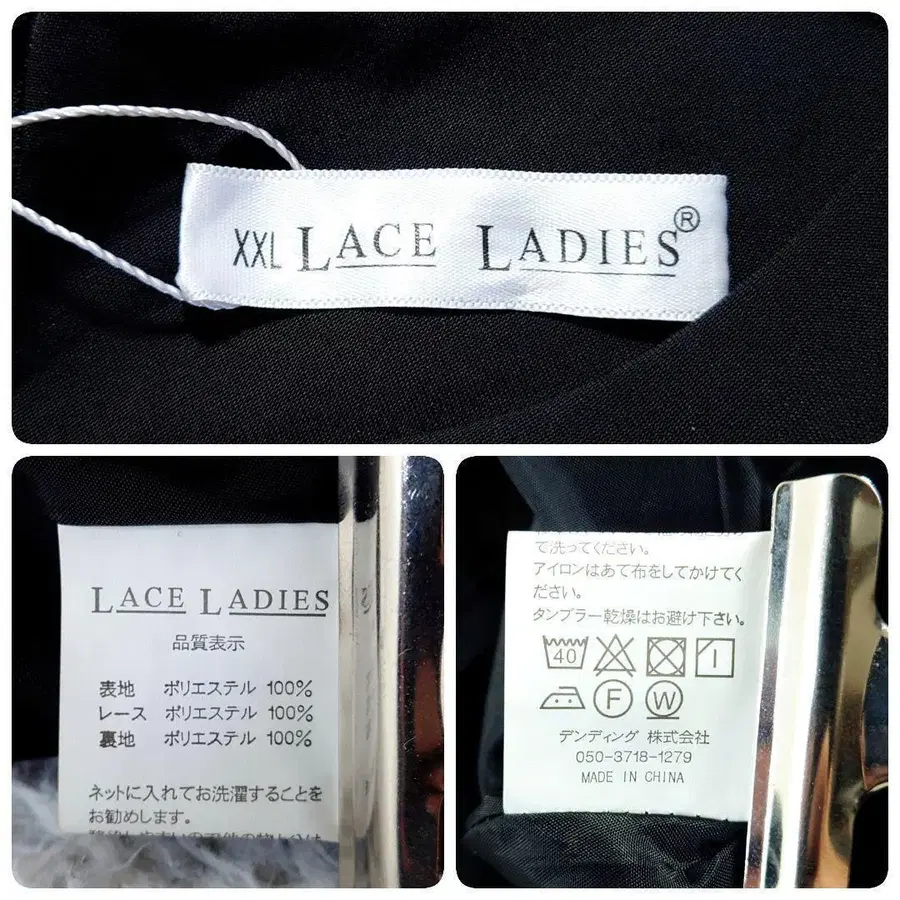 XXL LACE LADIES®
LACE LADIES
品質表示
表地 ポリエステル 100%
レース ポリエステル 100%
裏地 ポリエステル 100%
ネットに入れてお洗濯することを
お勧めします。
て洗ってください。
アイロンはあて布をしてかけてく
ださい。
タンブラー乾燥はお避け下さい。
40
F W
デンディング 株式会社
050-3718-1279
MADE IN CHINA